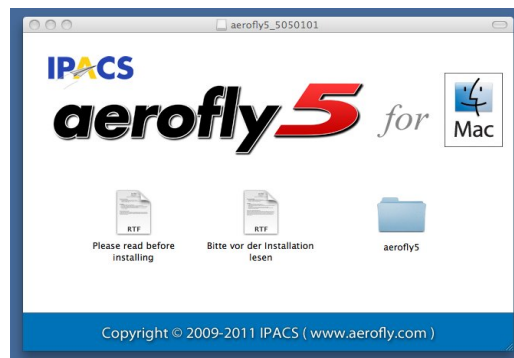 aerofly5_5050101
IPACS
aerofly5 for
Mac
RTF
RTF
Please read before
installing
Bitte vor der Installation
lesen
aerofly5
Copyright © 2009-2011 IPACS ( www.aerofly.com )